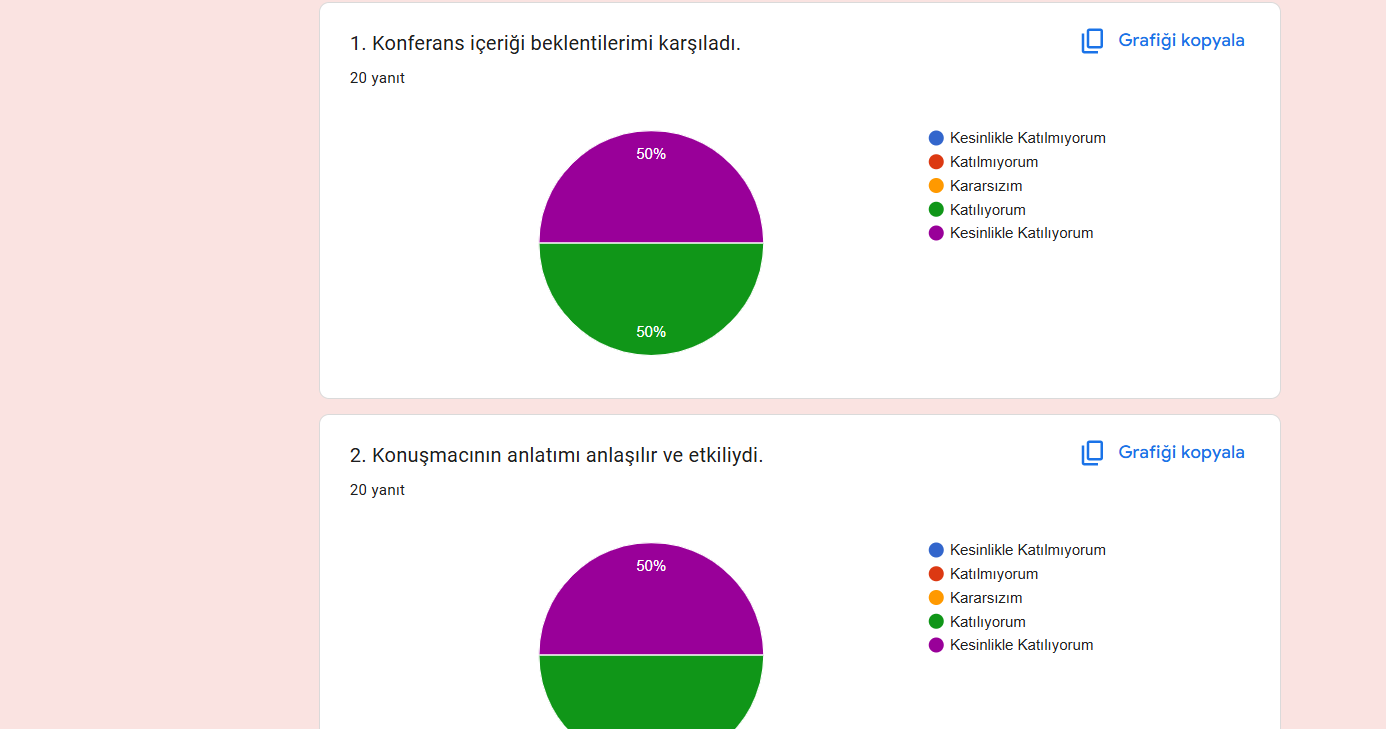 1. Konferans içeriği beklentilerimi karşıladı.
Grafiği kopyala
20 yanıt
50%
50%
Kesinlikle Katılmıyorum
Katılmıyorum
Kararsızım
Katılıyorum
Kesinlikle Katılıyorum
2. Konuşmacının anlatımı anlaşılır ve etkiliydi.
Grafiği kopyala
20 yanıt
50%
Kesinlikle Katılmıyorum
Katılmıyorum
Kararsızım
Katılıyorum
Kesinlikle Katılıyorum